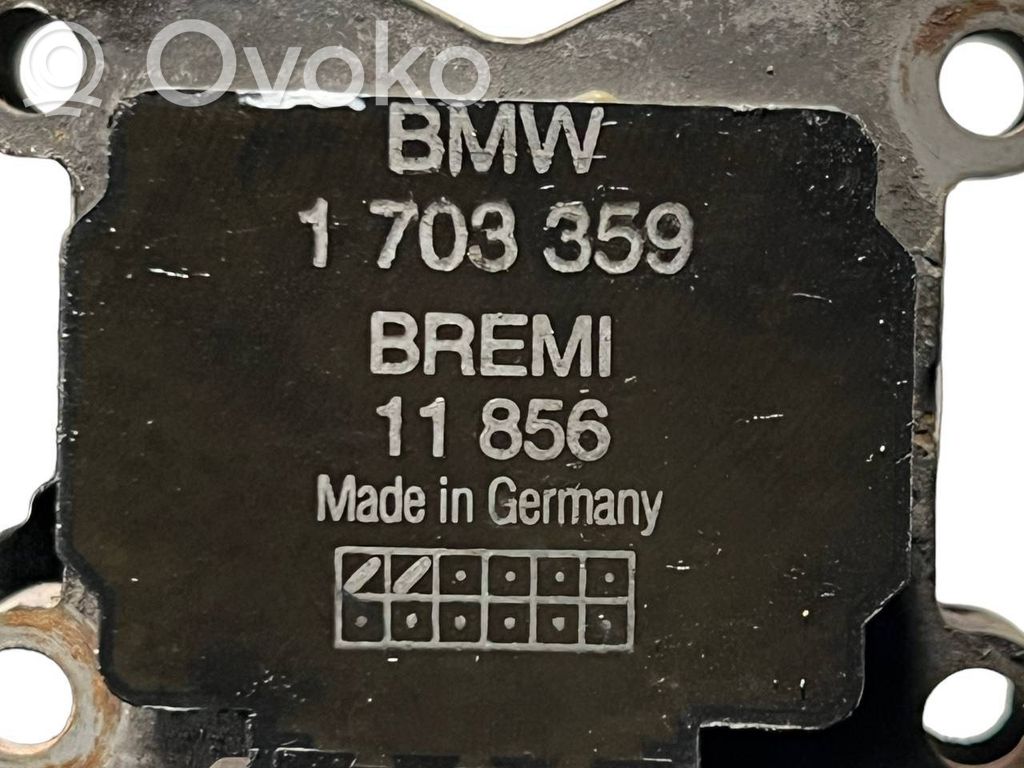 Ovoko
BMW
1 703 359
BREMI
11 856
Made in Germany